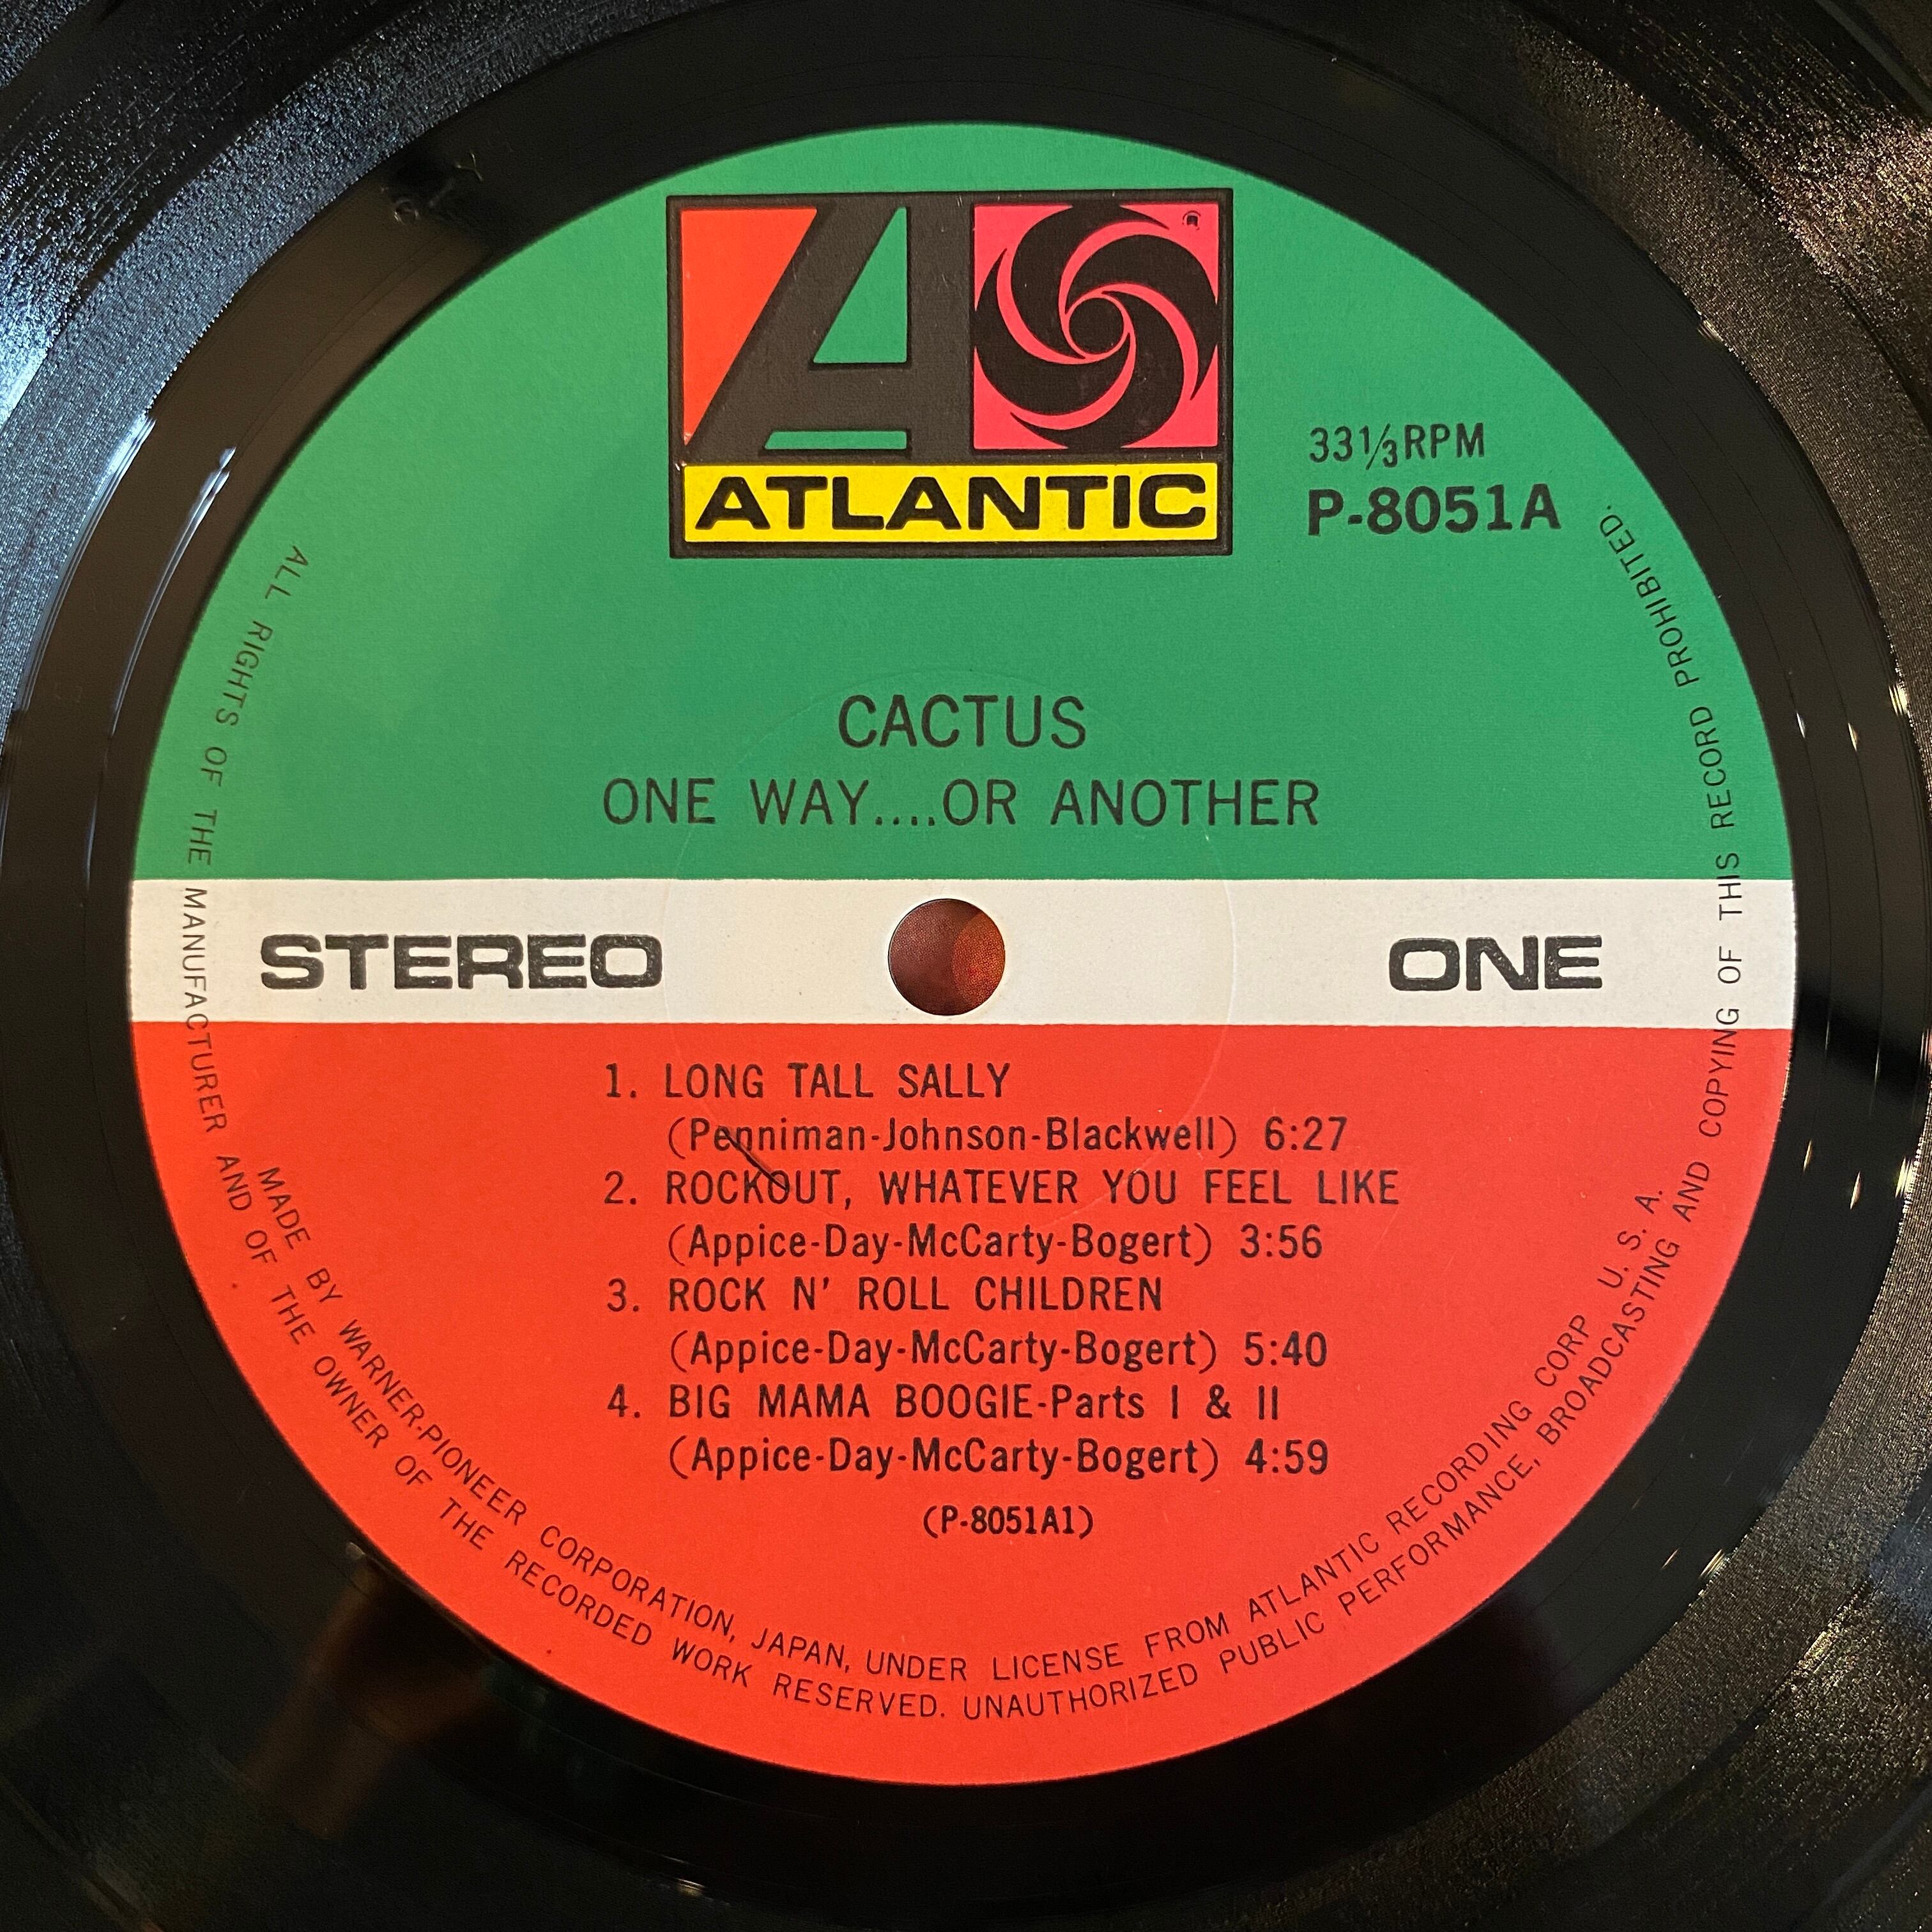 ATLANTIC
33⅓RPM
P-8051A
CACTUS
ONE WAY....OR ANOTHER
STEREO
ONE
1. LONG TALL SALLY
(Penniman-Johnson-Blackwell) 6:27
2. ROCKOUT, WHATEVER YOU FEEL LIKE
(Appice-Day-McCarty-Bogert) 3:56
3. ROCK N' ROLL CHILDREN
(Appice-Day-McCarty-Bogert) 5:40
4. BIG MAMA BOOGIE-Parts I & II
(Appice-Day-McCarty-Bogert) 4:59
(P-8051A1)
MADE BY WARNER-PIONEER CORPORATION, JAPAN, UNDER LICENSE FROM ATLANTIC RECORDING CORP U. S. A.
ALL RIGHTS OF THE MANUFACTURER AND OF THE OWNER OF THE RECORDED WORK RESERVED. UNAUTHORIZED PUBLIC PERFORMANCE, BROADCASTING AND COPYING OF THIS RECORD PROHIBITED.